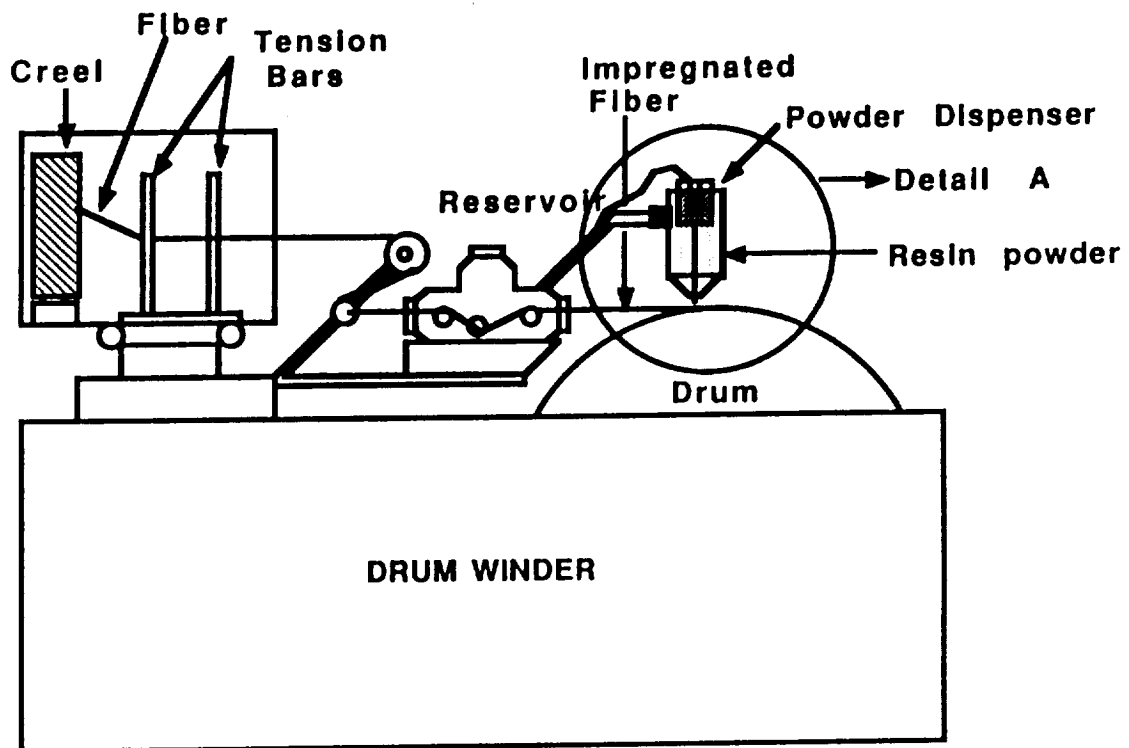 Fiber
Tension
Bars
Creel
Impregnated
Fiber
Powder Dispenser
Detail A
Reservoir
Resin powder
Drum
DRUM WINDER